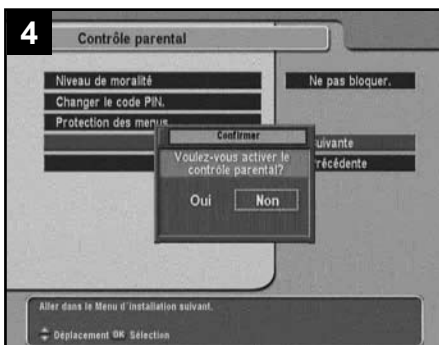 4
Contrôle parental
Niveau de moralité
Ne pas bloquer.
Changer le code PIN.
Protection des menus
Confirmer
Voulez-vous activer le
contrôle parental?
Oui Non
uivante
récédente
Aller dans le Menu d'installation suivant.
Déplacement OK Sélection